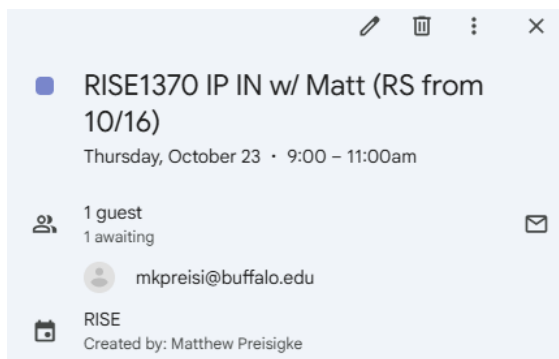 RISE1370 IP IN w/ Matt (RS from
10/16)
Thursday, October 23 · 9:00 – 11:00am
1 guest
1 awaiting
mkpreisi@buffalo.edu
RISE
Created by: Matthew Preisigke